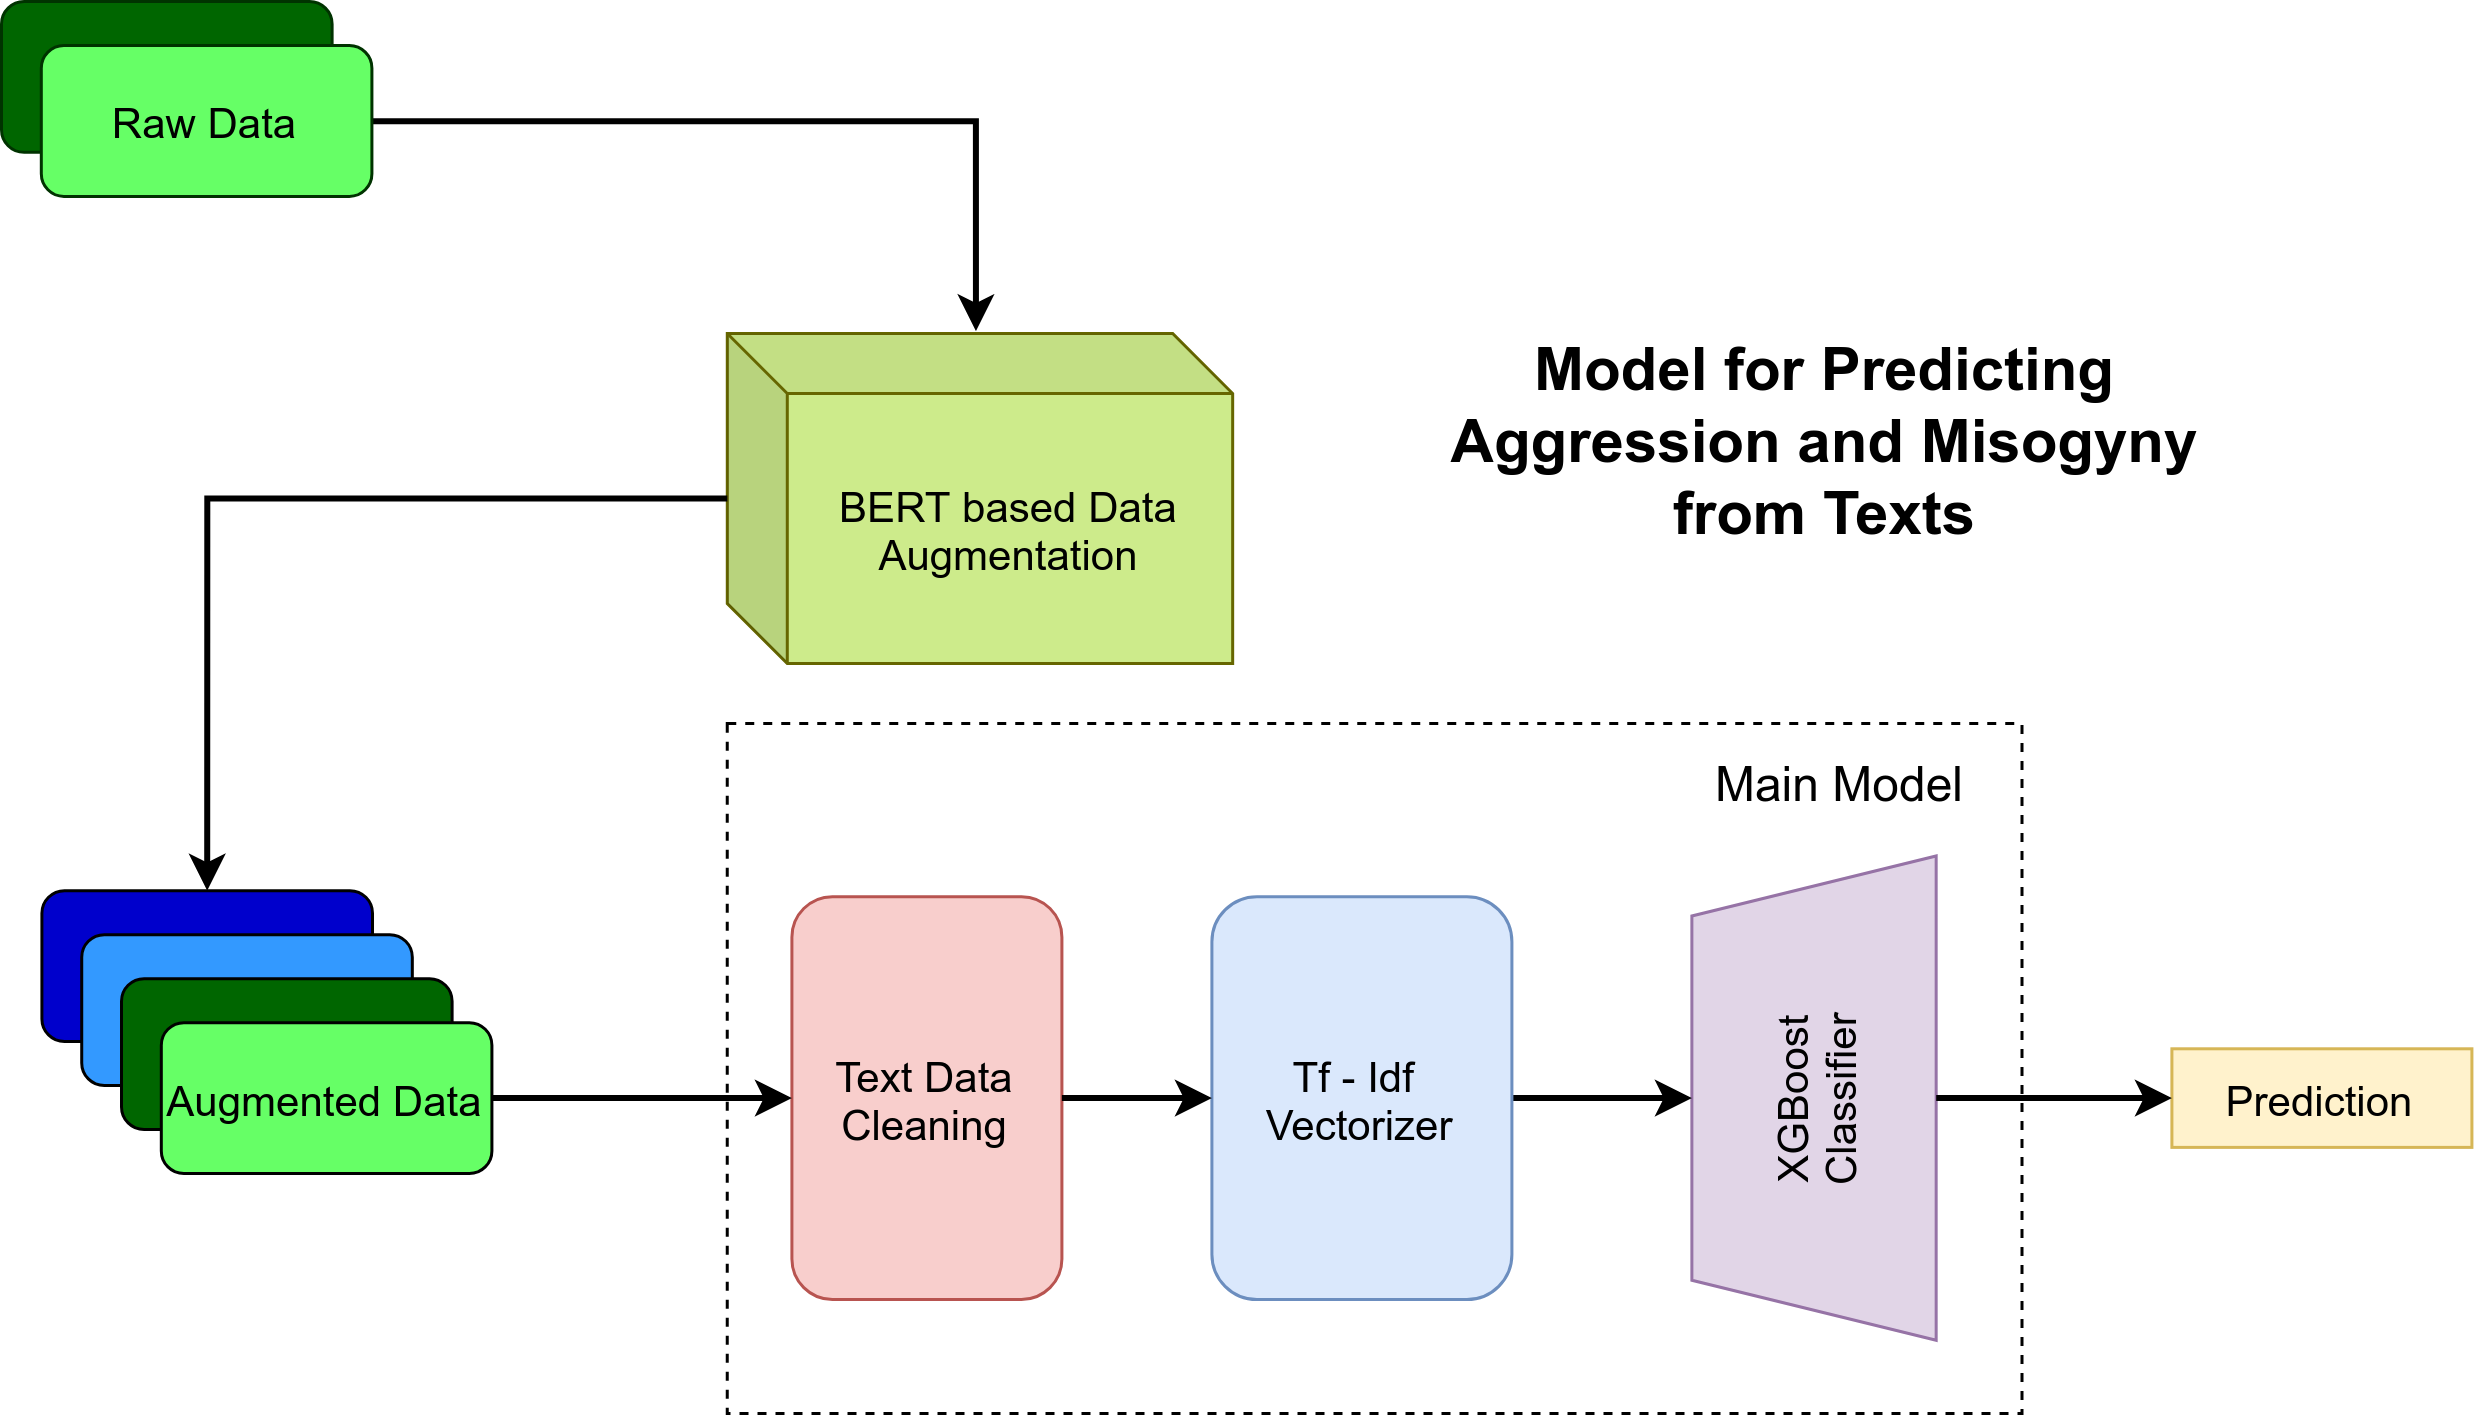 Raw Data
Model for Predicting
Aggression and Misogyny
from Texts
BERT based Data
Augmentation
Main Model
Augmented Data
Text Data
Cleaning
Tf - Idf
Vectorizer
XGBoost
Classifier
Prediction